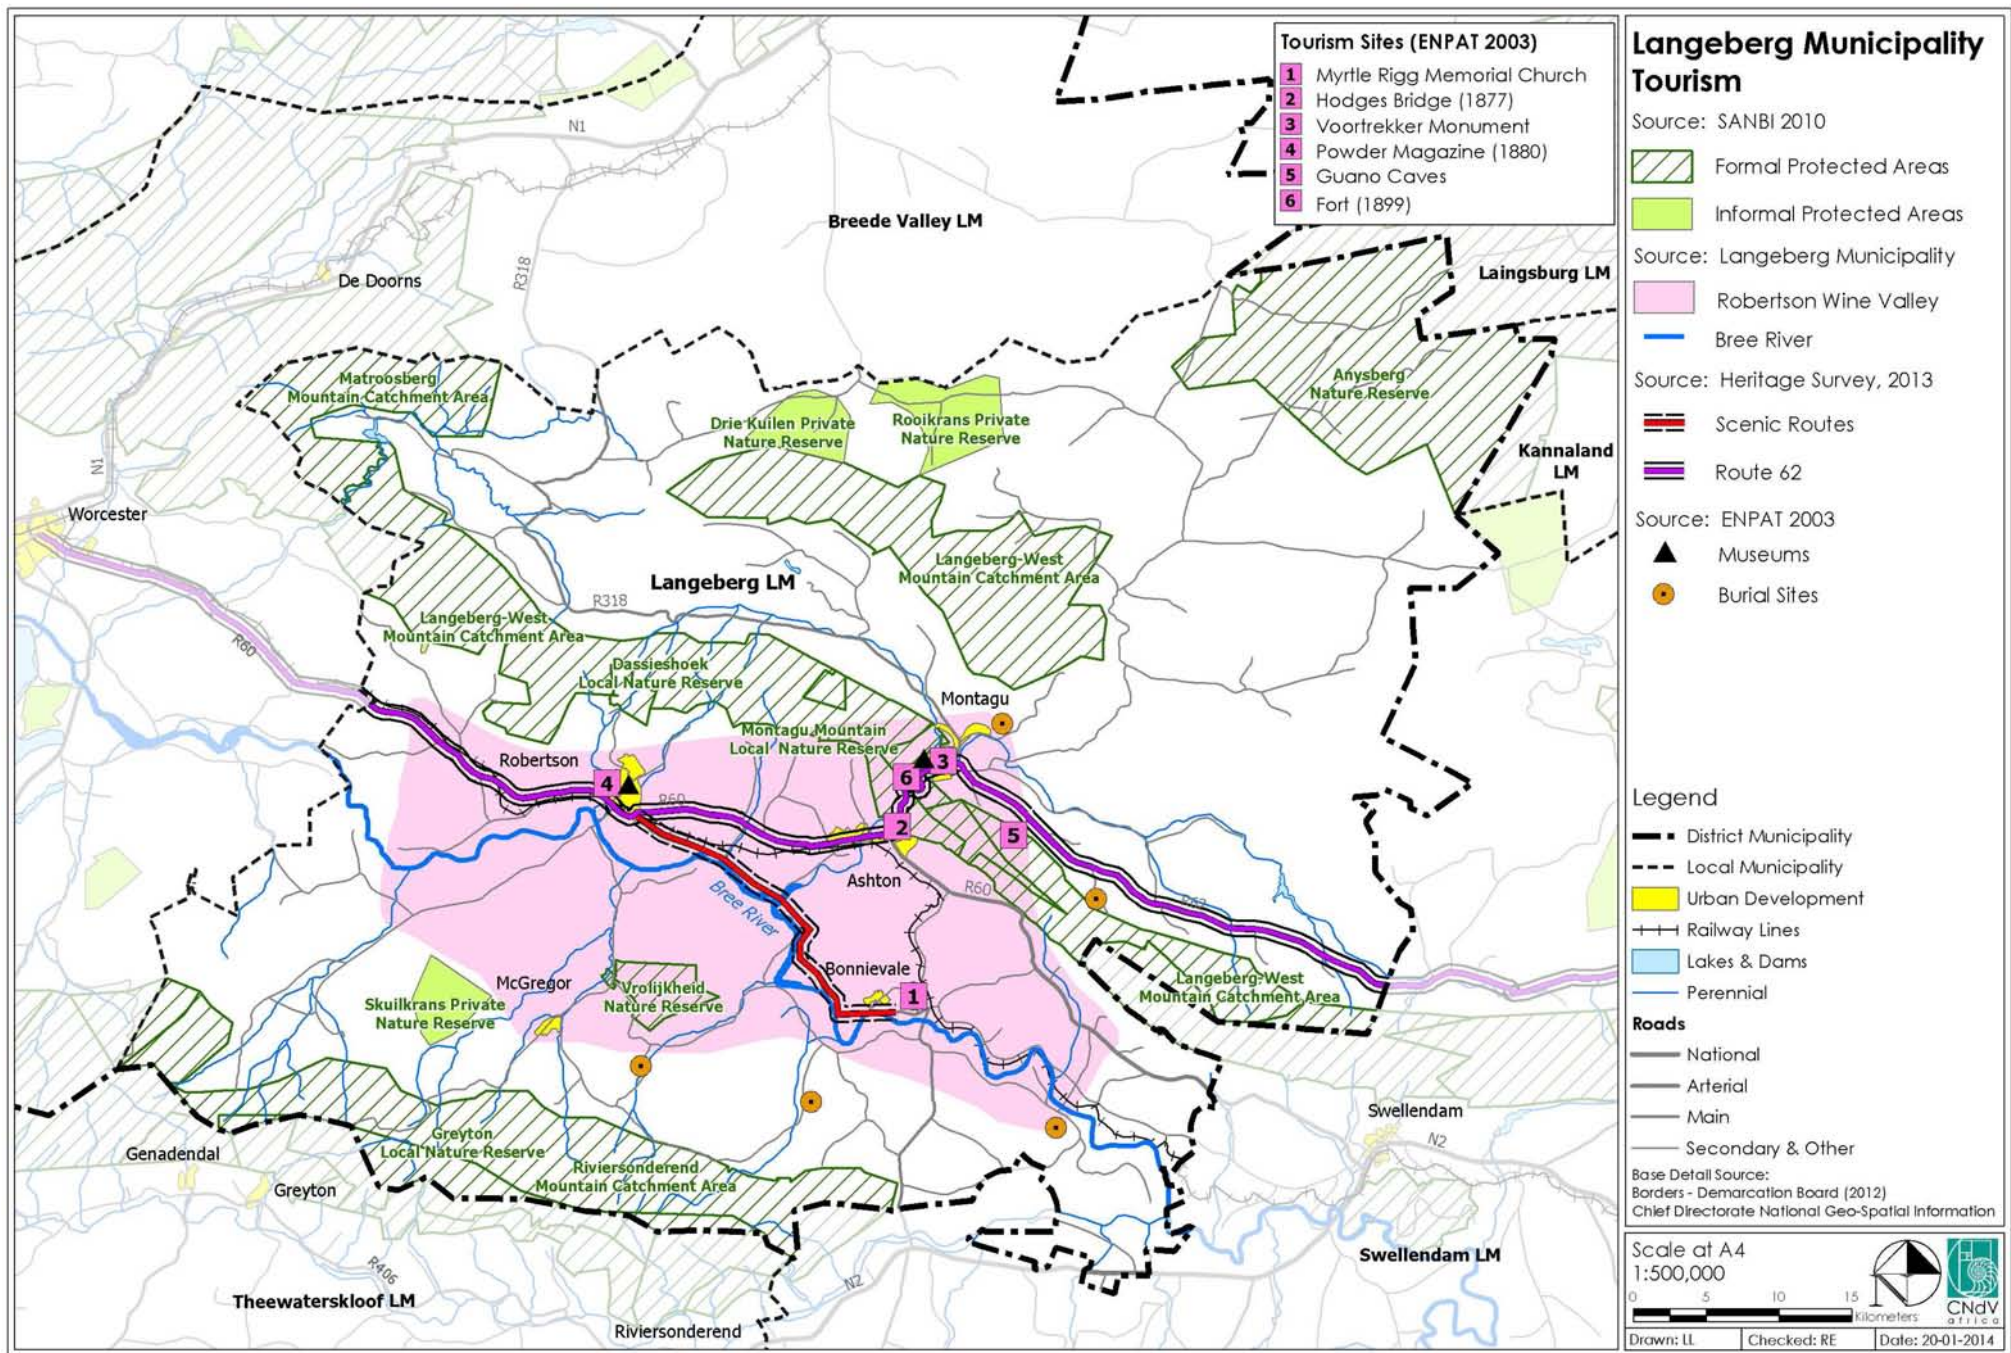 Tourism Sites (ENPAT 2003)
1 Myrtle Rigg Memorial Church
2 Hodges Bridge (1877)
3 Voortrekker Monument
4 Powder Magazine (1880)
5 Guano Caves
6 Fort (1899)
N1
Breede Valley LM
De Doorns
R318
Laingsburg LM
Matroosberg
Mountain Catchment Area
Anysberg
Nature Reserve
Drie Kuilen Private
Nature Reserve
Rooikrans Private
Nature Reserve
Kannaland
LM
N1
Worcester
Langeberg-West
Mountain Catchment Area
Langeberg LM
R318
Langeberg-West
Mountain Catchment Area
R60
Dassieshoek
Local Nature Reserve
Montagu
Montagu Mountain
Local Nature Reserve
Robertson
3
6
4
R60
2
5
Ashton
R60
R62
Bree River
Bonnievale
McGregor
Vrolijkheid
Nature Reserve
1
Langeberg-West
Mountain Catchment Area
Skuilkrans Private
Nature Reserve
Swellendam
N2
Greyton
Local Nature Reserve
Genadendal
Riviersonderend
Mountain Catchment Area
Greyton
Swellendam LM
R406
N2
Theewaterskloof LM
Riviersonderend
Langeberg Municipality
Tourism
Source: SANBI 2010
Formal Protected Areas
Informal Protected Areas
Source: Langeberg Municipality
Robertson Wine Valley
Bree River
Source: Heritage Survey, 2013
Scenic Routes
Route 62
Source: ENPAT 2003
Museums
Burial Sites
Legend
District Municipality
Local Municipality
Urban Development
Railway Lines
Lakes & Dams
Perennial
Roads
National
Arterial
Main
Secondary & Other
Base Detail Source:
Borders - Demarcation Board (2012)
Chief Directorate National Geo-Spatial Information
Scale at A4
1:500,000
0 5 10 15
Kilometers
N
CNdV
africa
Drawn: LL Checked: RE Date: 20-01-2014